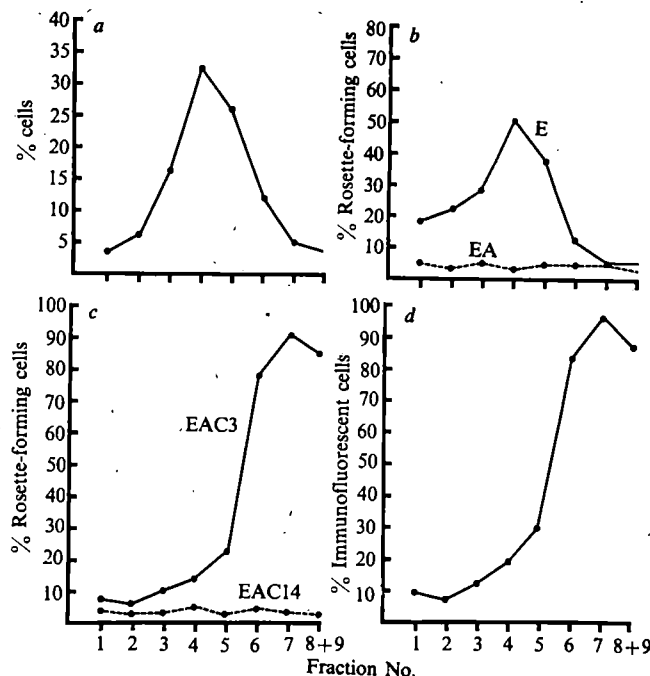 a
40
35
30
25
20
15
10
5
% cells
b
80
70
60
50
40
30
20
10
% Rosette-forming cells
E
EA
c
100
90
80
70
60
50
40
30
20
10
% Rosette-forming cells
EAC3
EAC14
1 2 3 4 5 6 7 8+9
d
100
90
80
70
60
50
40
30
20
10
% Immunofluorescent cells
1 2 3 4 5 6 7 8+9
Fraction No.